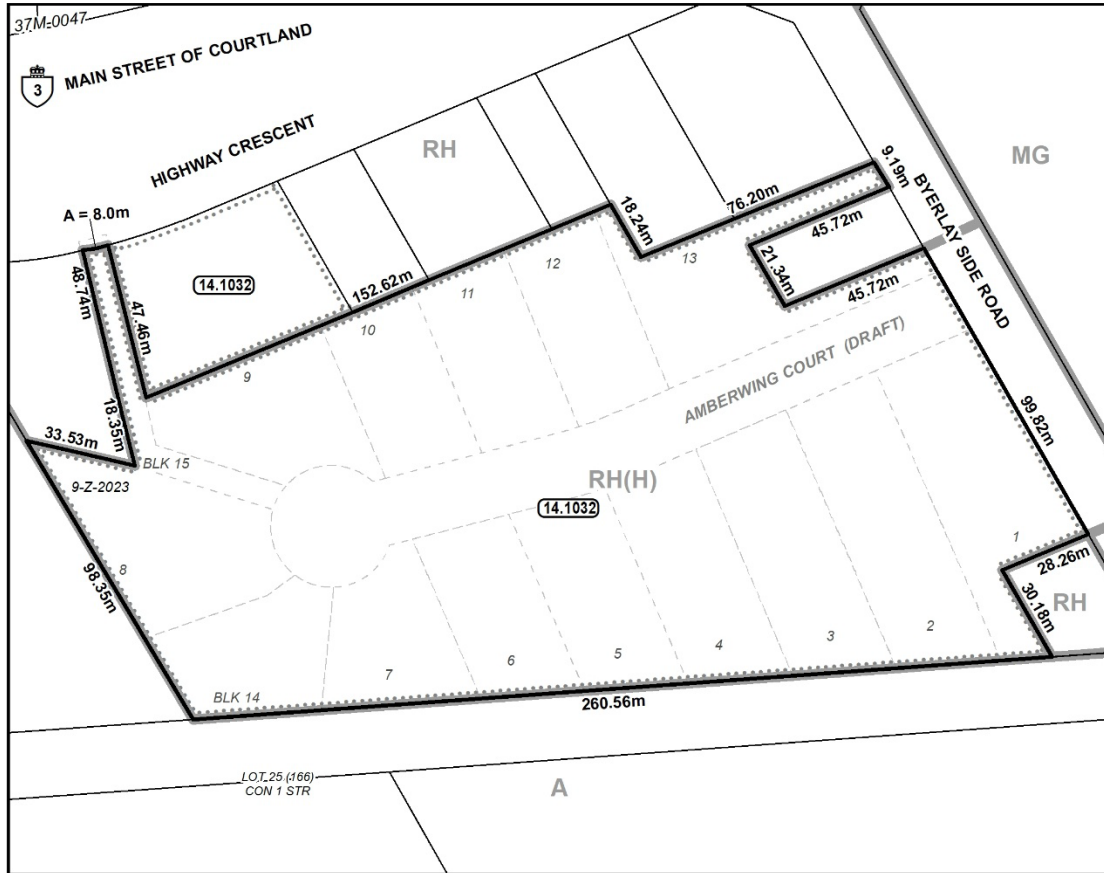 37M-0047
3
MAIN STREET OF COURTLAND
HIGHWAY CRESCENT
RH
MG
A = 8.0m
9.19m
BYERLAY SIDE ROAD
76.20m
18.24m
45.72m
21.34m
45.72m
13
12
11
10
9
152.62m
14.1032
48.74m
47.46m
18.35m
33.53m
BLK 15
9-Z-2023
AMBERWING COURT (DRAFT)
99.82m
RH(H)
14.1032
1
28.26m
30.18m
RH
98.35m
8
7
6
5
4
3
2
BLK 14
260.56m
LOT 25 (166)
CON 1 STR
A